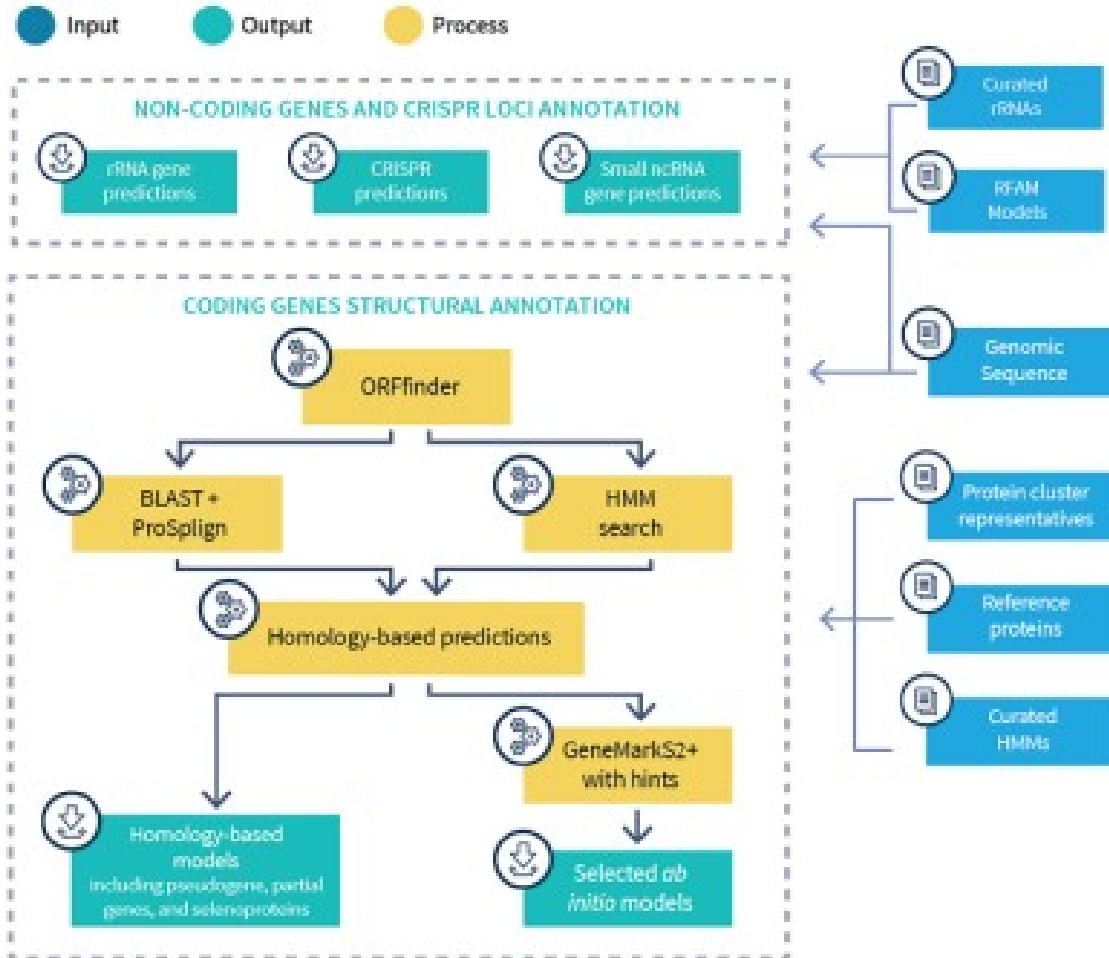 Input
Output
Process
NON-CODING GENES AND CRISPR LOCI ANNOTATION
rRNA gene
predictions
CRISPR
predictions
Small ncRNA
gene predictions
Curated
rRNAs
RFAM
Models
Genomic
Sequence
CODING GENES STRUCTURAL ANNOTATION
ORFfinder
BLAST +
ProSplign
HMM
search
Homology-based predictions
GeneMarkS2+
with hints
Homology-based
models
including pseudogene, partial
genes, and selenoproteins
Selected ab
initio models
Protein cluster
representatives
Reference
proteins
Curated
HMMs